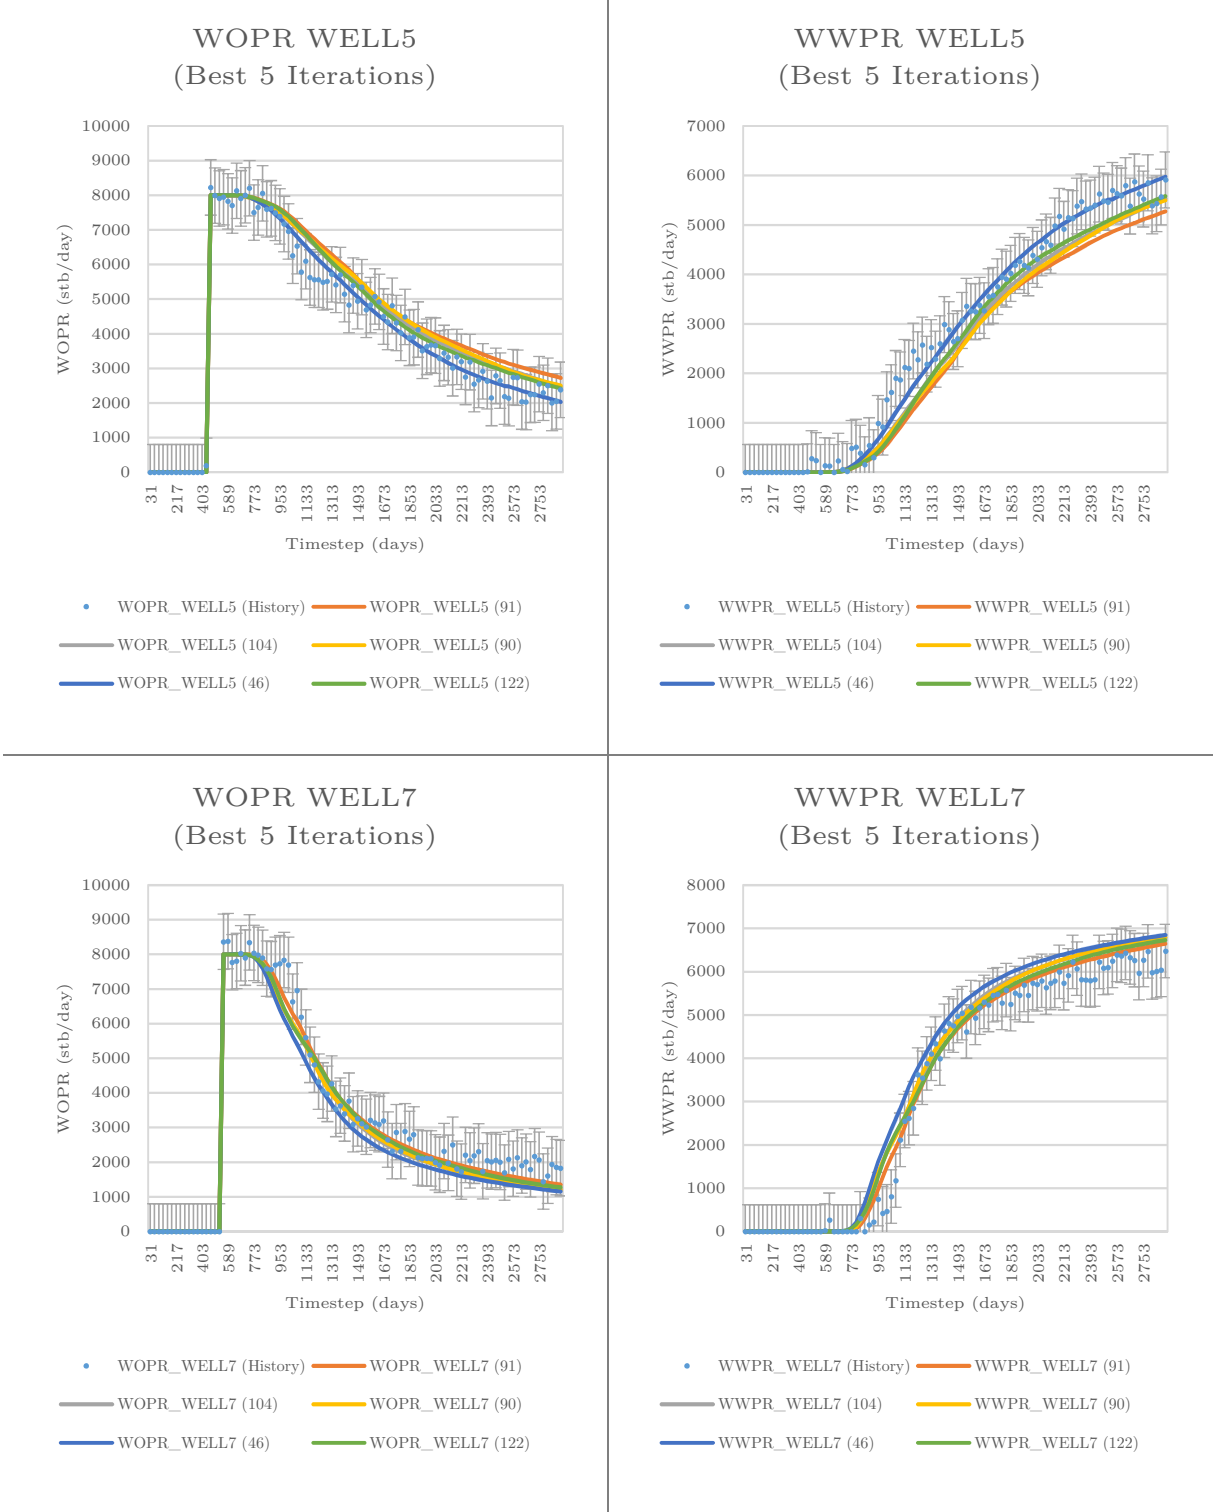 WOPR WELL5
(Best 5 Iterations)
10000
9000
8000
7000
6000
5000
4000
3000
2000
1000
0
WOPR (stb/day)
31 217 403 589 773 953 1133 1313 1493 1673 1853 2033 2213 2393 2573 2753
Timestep (days)
WOPR_WELL5 (History) WOPR_WELL5 (91)
WOPR_WELL5 (104) WOPR_WELL5 (90)
WOPR_WELL5 (46) WOPR_WELL5 (122)
WWPR WELL5
(Best 5 Iterations)
7000
6000
5000
4000
3000
2000
1000
0
WWPR (stb/day)
31 217 403 589 773 953 1133 1313 1493 1673 1853 2033 2213 2393 2573 2753
Timestep (days)
WWPR_WELL5 (History) WWPR_WELL5 (91)
WWPR_WELL5 (104) WWPR_WELL5 (90)
WWPR_WELL5 (46) WWPR_WELL5 (122)
WOPR WELL7
(Best 5 Iterations)
10000
9000
8000
7000
6000
5000
4000
3000
2000
1000
0
WOPR (stb/day)
31 217 403 589 773 953 1133 1313 1493 1673 1853 2033 2213 2393 2573 2753
Timestep (days)
WOPR_WELL7 (History) WOPR_WELL7 (91)
WOPR_WELL7 (104) WOPR_WELL7 (90)
WOPR_WELL7 (46) WOPR_WELL7 (122)
WWPR WELL7
(Best 5 Iterations)
8000
7000
6000
5000
4000
3000
2000
1000
0
WWPR (stb/day)
31 217 403 589 773 953 1133 1313 1493 1673 1853 2033 2213 2393 2573 2753
Timestep (days)
WWPR_WELL7 (History) WWPR_WELL7 (91)
WWPR_WELL7 (104) WWPR_WELL7 (90)
WWPR_WELL7 (46) WWPR_WELL7 (122)